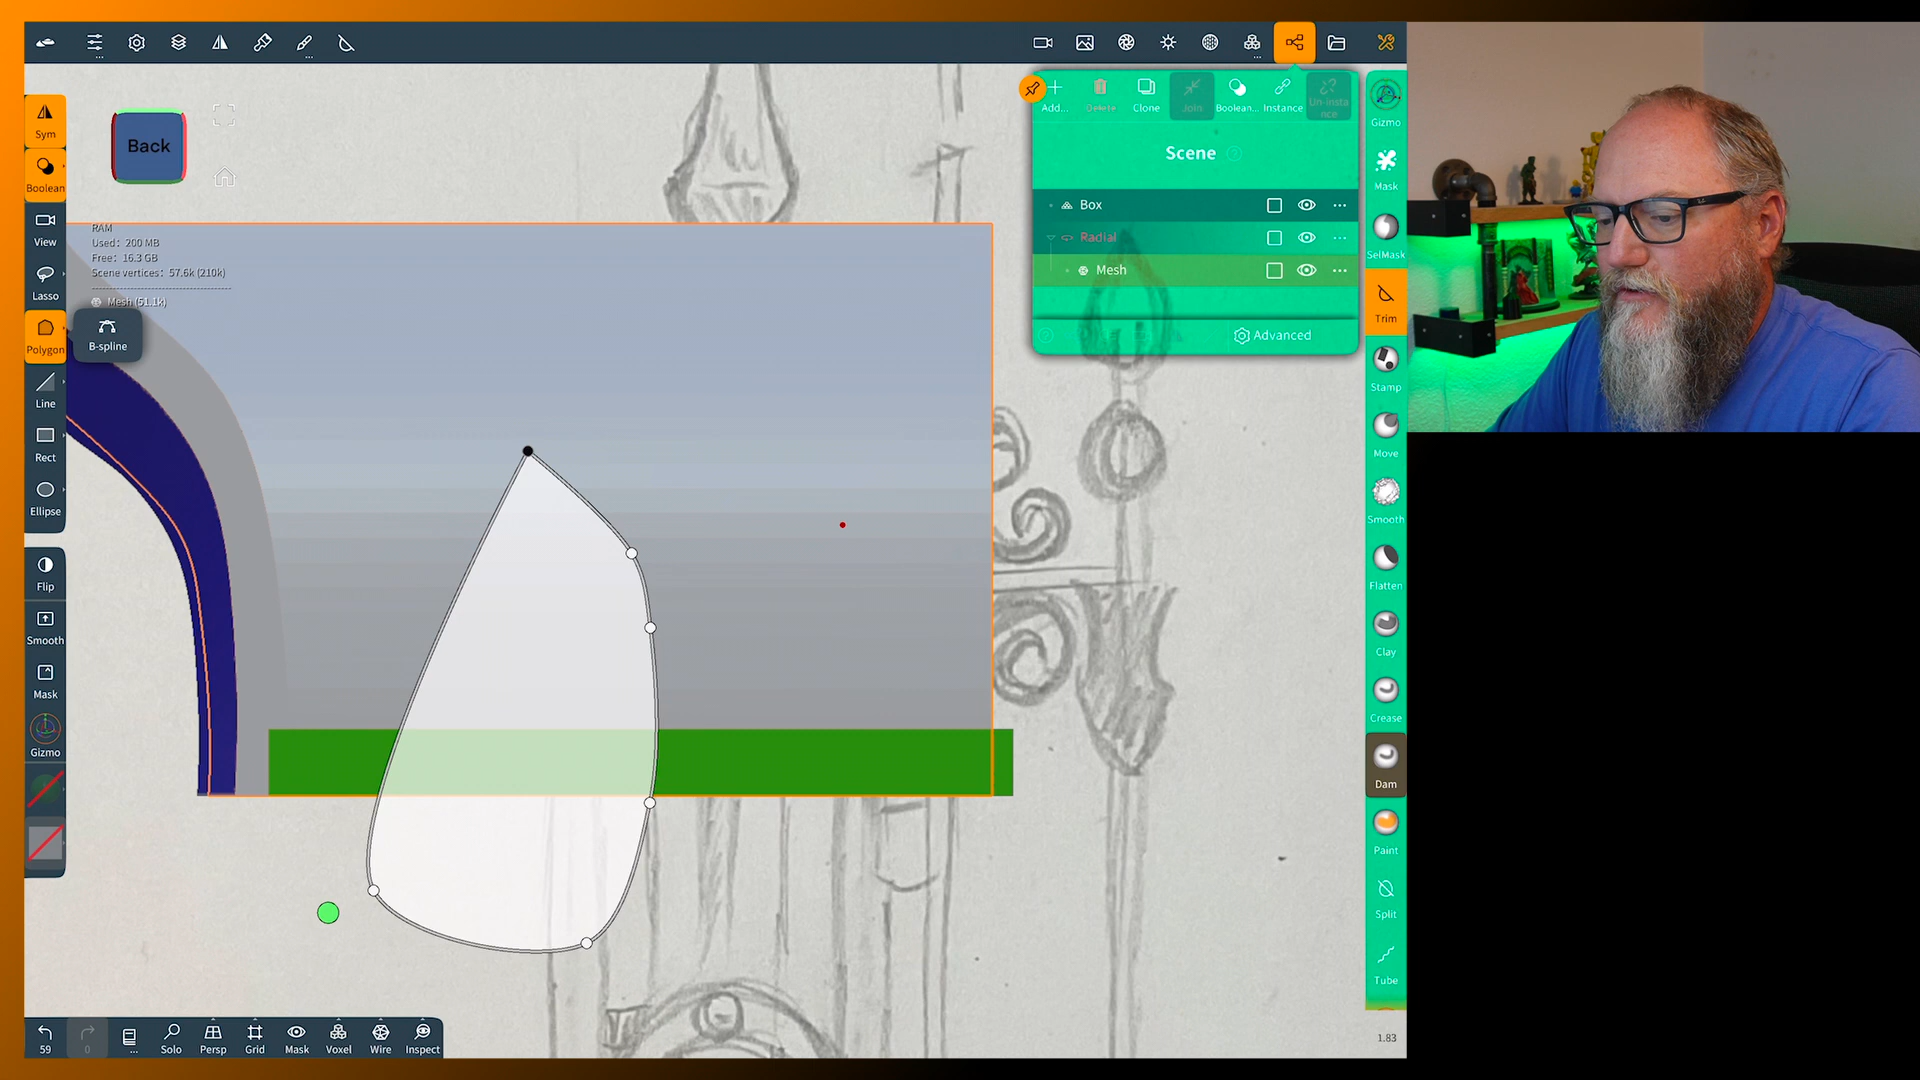 Sym
Boolean
View
Lasso
Polygon
B-spline
Line
Rect
Ellipse
Flip
Smooth
Mask
Gizmo
Back
RAM
Used: 200 MB
Free: 16.3 GB
Scene vertices: 57.6k (210k)
Mesh (51.1k)
Add...
Delete
Clone
Join
Boolean...
Instance
Un-insta
nce
Scene
Box
Radial
Mesh
Advanced
Gizmo
Mask
SelMask
Trim
Stamp
Move
Smooth
Flatten
Clay
Crease
Dam
Paint
Split
Tube
59
0
...
Solo
Persp
Grid
Mask
Voxel
Wire
Inspect
1.83